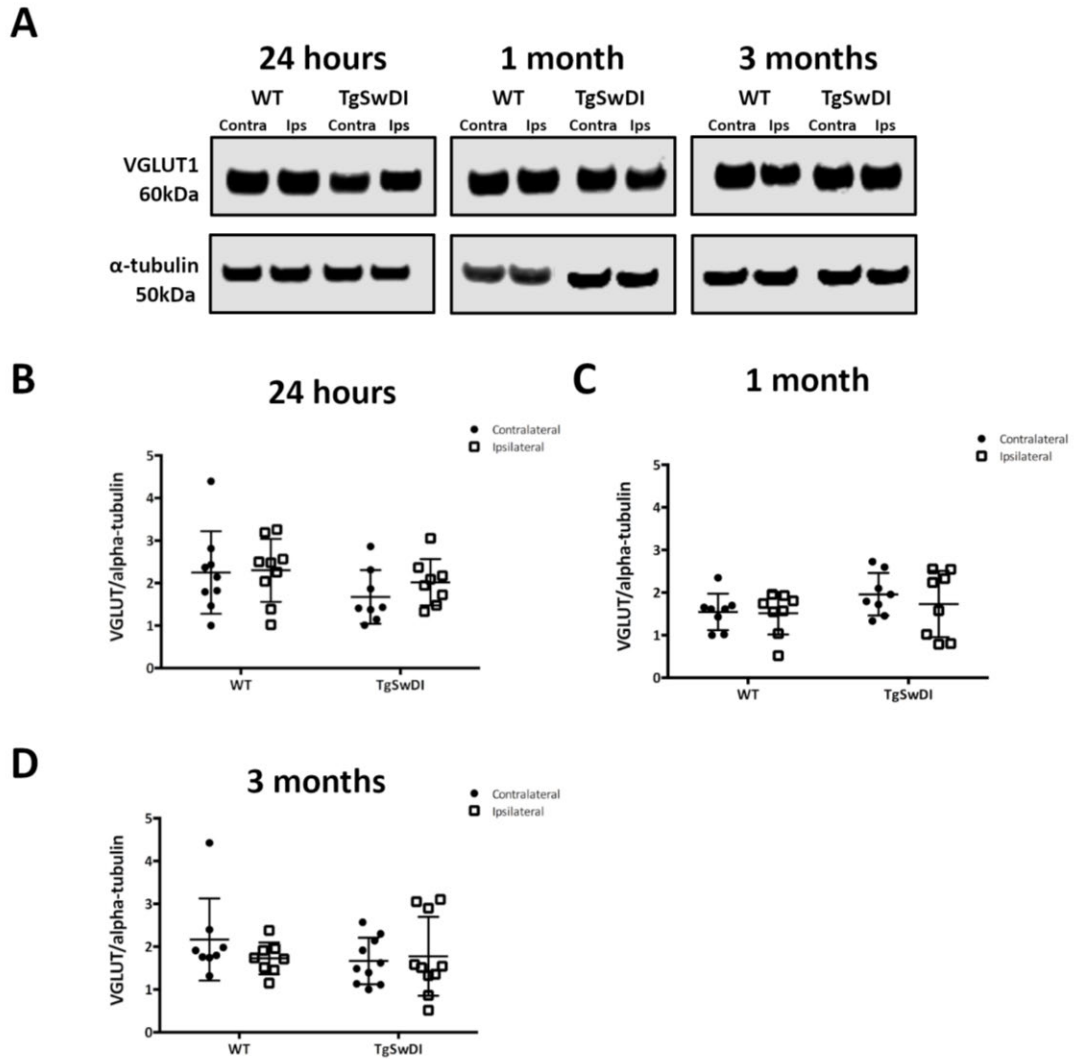 A
24 hours 1 month 3 months
WT TgSwDI WT TgSwDI WT TgSwDI
Contra Ips Contra Ips Contra Ips Contra Ips Contra Ips Contra Ips
VGLUT1
60kDa
α-tubulin
50kDa
B
24 hours
Contralateral
Ipsilateral
VGLUT/alpha-tubulin
5
4
3
2
1
0
WT TgSwDI
C
1 month
Contralateral
Ipsilateral
VGLUT/alpha-tubulin
5
4
3
2
1
0
WT TgSwDI
D
3 months
Contralateral
Ipsilateral
VGLUT/alpha-tubulin
5
4
3
2
1
0
WT TgSwDI